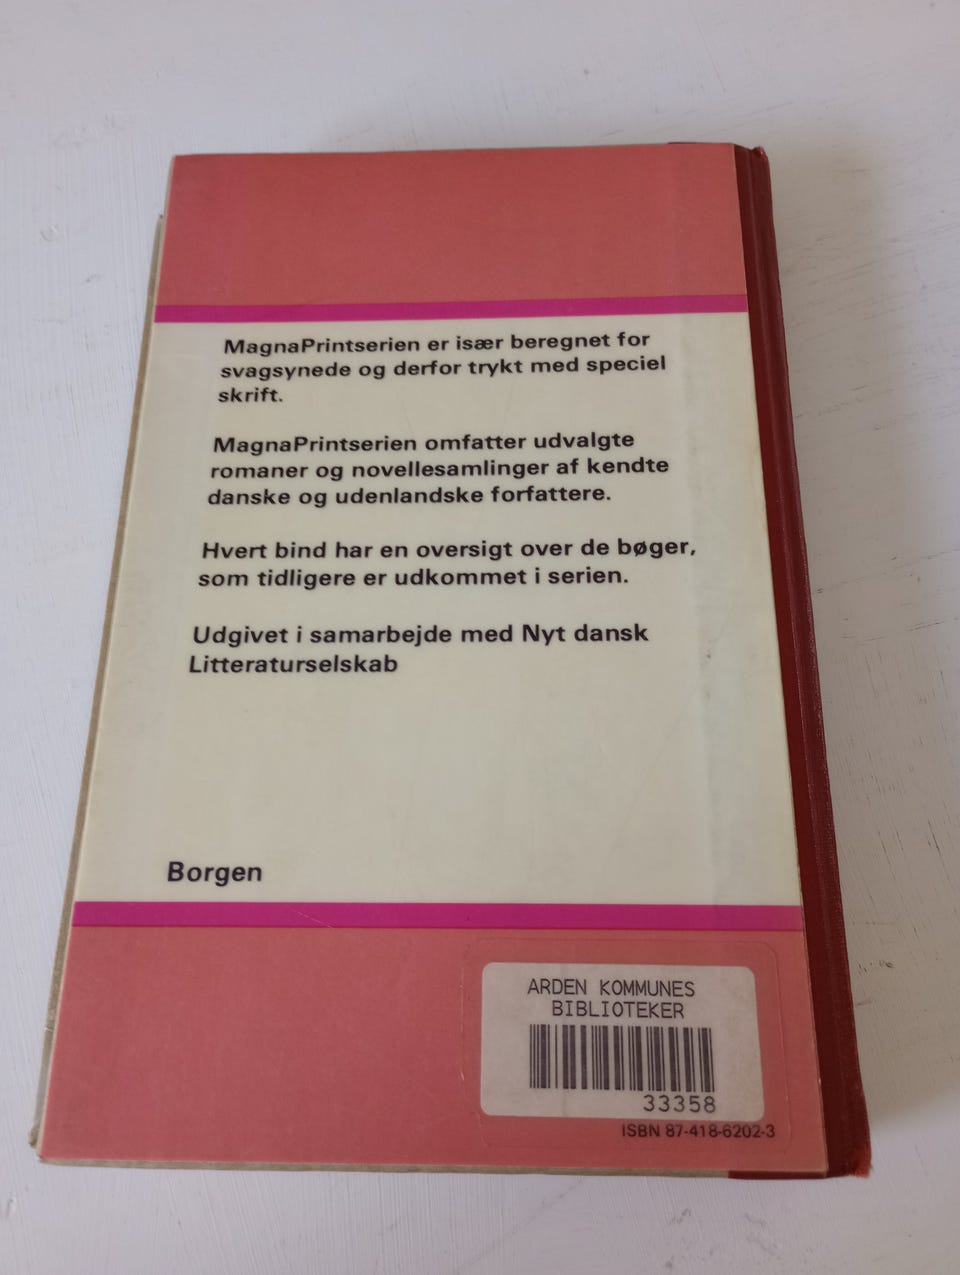 MagnaPrintserien er især beregnet for
svagsynede og derfor trykt med speciel
skrift.
MagnaPrintserien omfatter udvalgte
romaner og novellesamlinger af kendte
danske og udenlandske forfattere.
Hvert bind har en oversigt over de bøger,
som tidligere er udkommet i serien.
Udgivet i samarbejde med Nyt dansk
Litteraturselskab
Borgen
ARDEN KOMMUNES
BIBLIOTEKER
33358
ISBN 87-418-6202-3